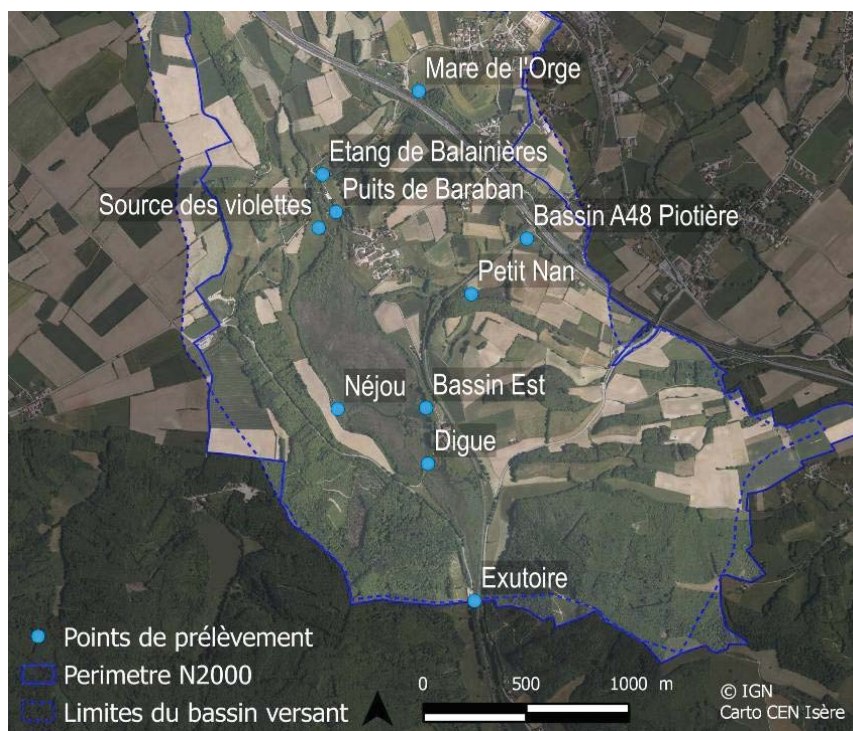 Mare de l'Orge
Etang de Balainières
Puits de Baraban
Source des violettes
Bassin A48 Piotière
Petit Nan
Néjou
Bassin Est
Digue
Exutoire
Points de prélèvement
Perimetre N2000
Limites du bassin versant
0 500 1000 m
© IGN
Carto CEN Isère